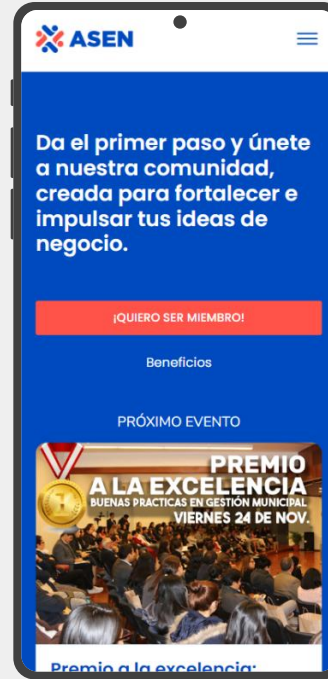 ASEN
Da el primer paso y únete
a nuestra comunidad,
creada para fortalecer e
impulsar tus ideas de
negocio.
¡QUIERO SER MIEMBRO!
Beneficios
PRÓXIMO EVENTO
PREMIO
A LA EXCELENCIA
BUENAS PRACTICAS EN GESTIÓN MUNICIPAL
VIERNES 24 DE NOV.
Premio a la excelencia: